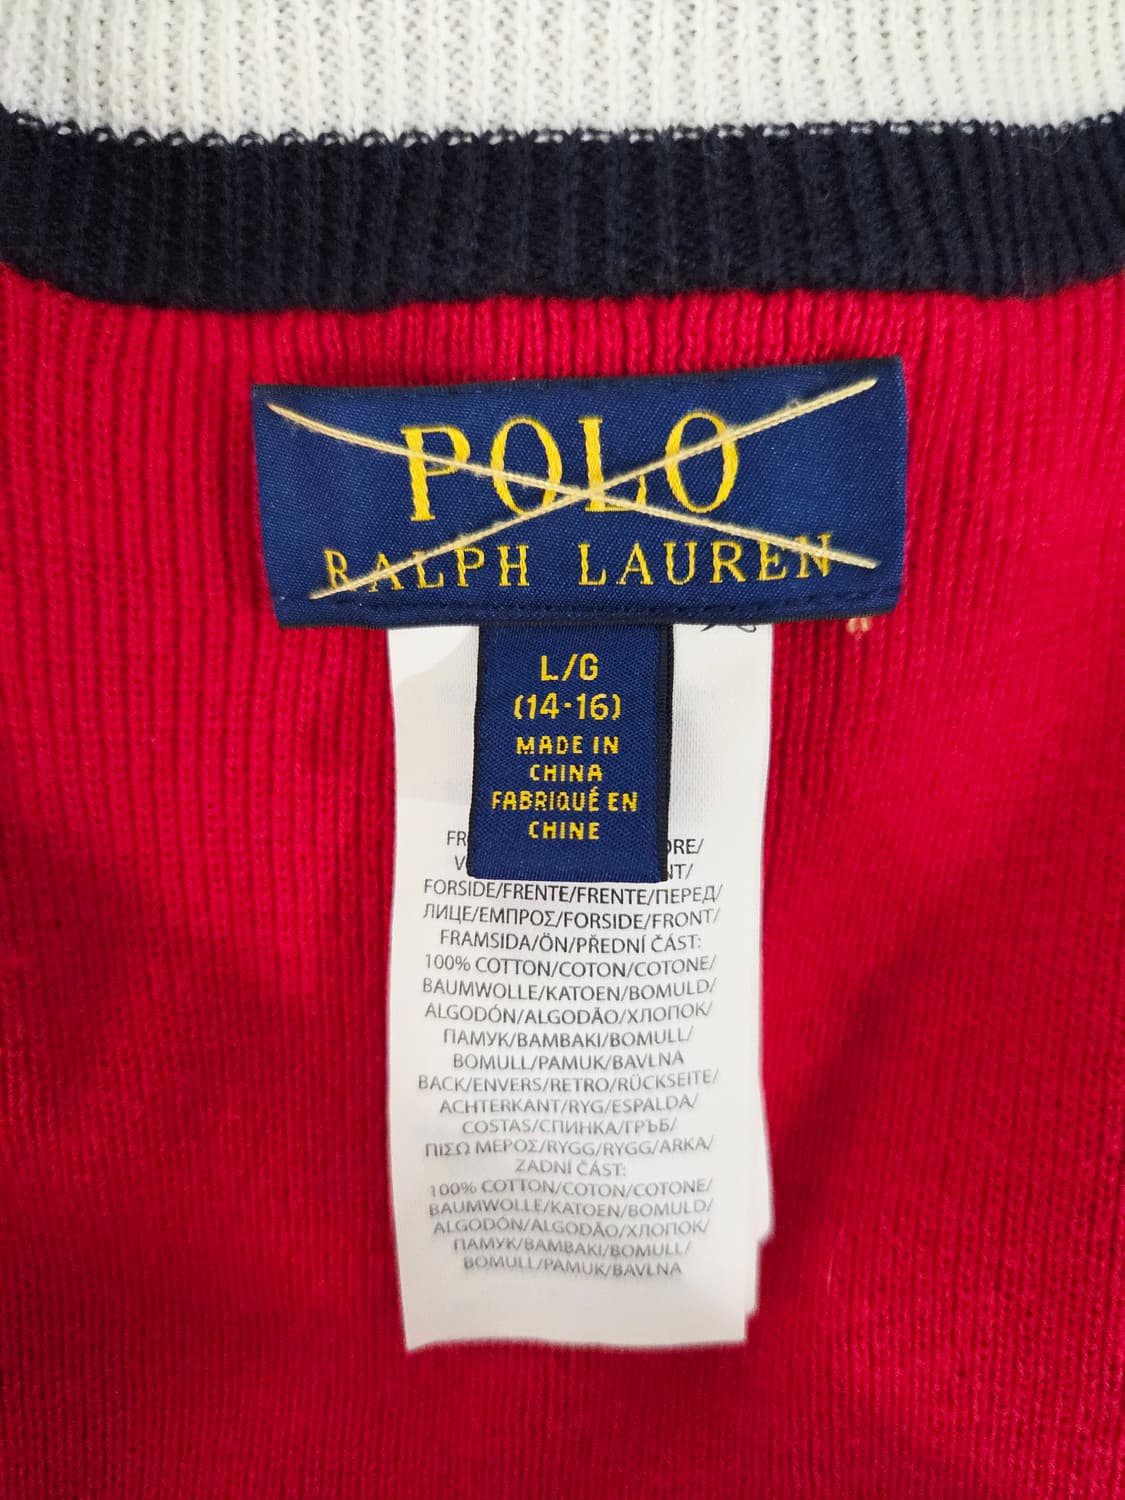 POLO
RALPH LAUREN
L/G
(14-16)
MADE IN
CHINA
FABRIQUÉ EN
CHINE
FORSIDE/FRENTE/FRENTE/ПЕРЕД/
ЛИЦЕ/ΕΜΠΡΟΣ/FORSIDE/FRONT/
FRAMSIDA/ÖN/PŘEDNÍ ČÁST:
100% COTTON/COTON/COTONE/
BAUMWOLLE/KATOEN/BOMULD/
ALGODÓN/ALGODÃO/ХЛОПОК/
ПАМУК/ΒΑΜΒΑΚΙ/BOMULL/
BOMULL/PAMUK/BAVLNA
BACK/ENVERS/RETRO/RÜCKSEITE/
ACHTERKANT/RYG/ESPALDA/
COSTAS/СПИНКА/ГРЪБ/
ΠΙΣΩ ΜΕΡΟΣ/RYGG/RYGG/ARKA/
ZADNÍ ČÁST:
100% COTTON/COTON/COTONE/
BAUMWOLLE/KATOEN/BOMULD/
ALGODÓN/ALGODÃO/ХЛОПОК/
ПАМУК/ΒΑΜΒΑΚΙ/BOMULL/
BOMULL/PAMUK/BAVLNA